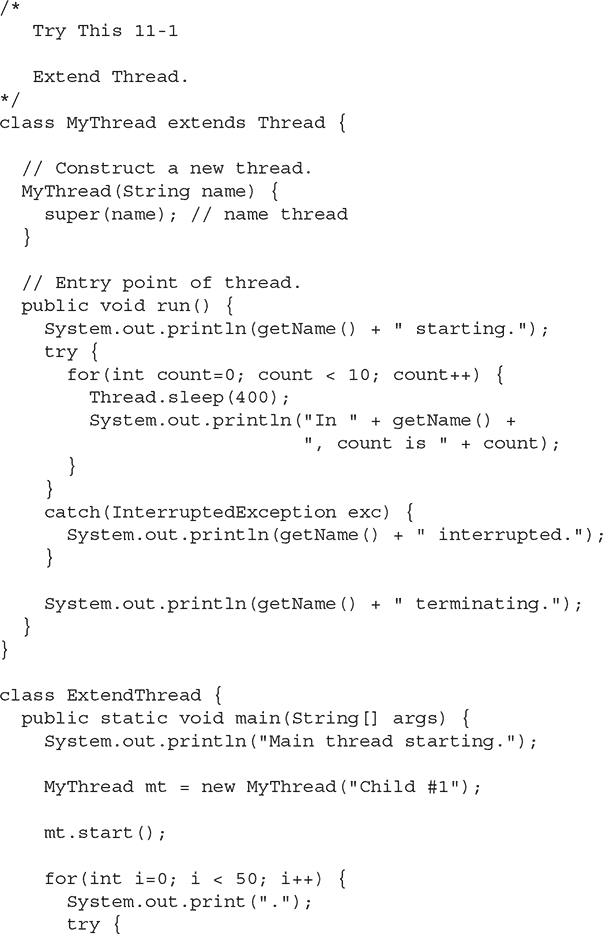 /*
   Try This 11-1

   Extend Thread.
*/
class MyThread extends Thread {

  // Construct a new thread.
  MyThread(String name) {
    super(name); // name thread
  }

  // Entry point of thread.
  public void run() {
    System.out.println(getName() + " starting.");
    try {
      for(int count=0; count < 10; count++) {
        Thread.sleep(400);
        System.out.println("In " + getName() +
                           ", count is " + count);
      }
    }
    catch(InterruptedException exc) {
      System.out.println(getName() + " interrupted.");
    }

    System.out.println(getName() + " terminating.");
  }
}

class ExtendThread {
  public static void main(String[] args) {
    System.out.println("Main thread starting.");

    MyThread mt = new MyThread("Child #1");

    mt.start();

    for(int i=0; i < 50; i++) {
      System.out.print(".");
      try {